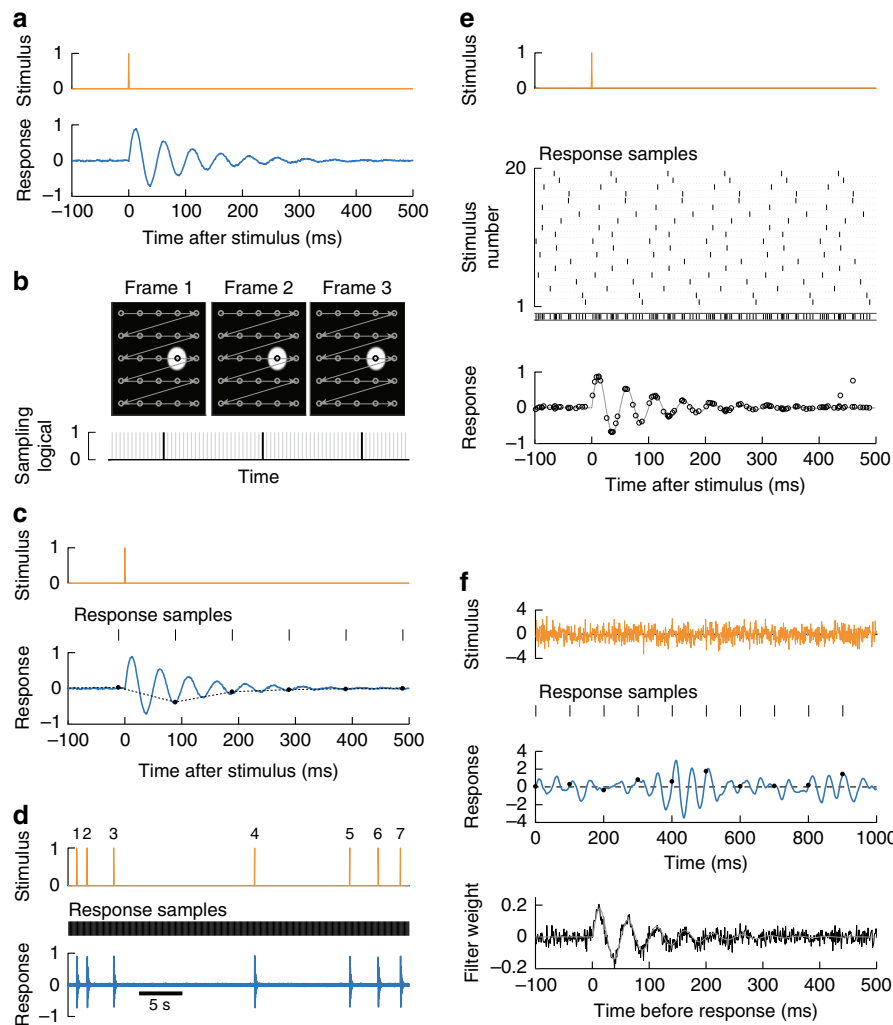 a
Stimulus
1
0
Response
1
0
−1
−100 0 100 200 300 400 500
Time after stimulus (ms)
b
Frame 1 Frame 2 Frame 3
Sampling logical
1
0
Time
c
Stimulus
1
0
Response samples
Response
1
0
−1
−100 0 100 200 300 400 500
Time after stimulus (ms)
d
Stimulus
1
0
1 2 3 4 5 6 7
Response samples
Response
1
0
−1
5 s
e
Stimulus
1
0
Response samples
Stimulus number
20
1
Response
1
0
−1
−100 0 100 200 300 400 500
Time after stimulus (ms)
f
Stimulus
4
0
−4
Response samples
Response
4
2
0
−2
−4
0 200 400 600 800 1000
Time (ms)
Filter weight
0.2
0
−0.2
−100 0 100 200 300 400 500
Time before response (ms)